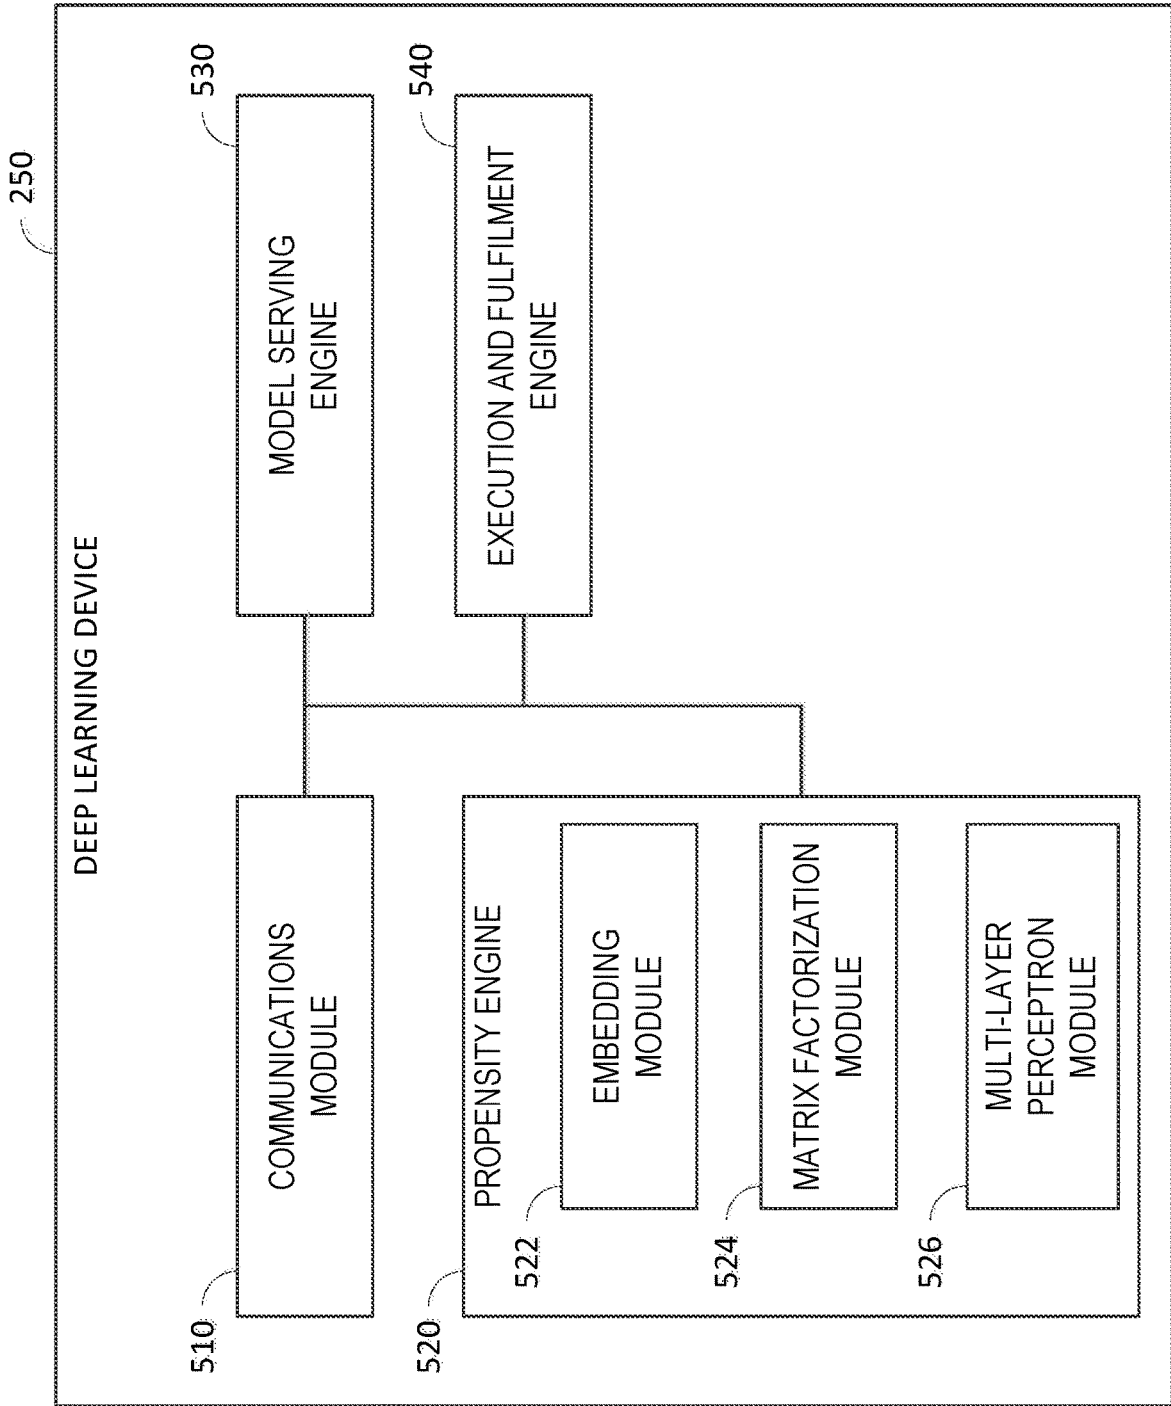 250
DEEP LEARNING DEVICE
510
COMMUNICATIONS
MODULE
520
PROPENSITY ENGINE
522
EMBEDDING
MODULE
524
MATRIX FACTORIZATION
MODULE
526
MULTI-LAYER
PERCEPTRON
MODULE
530
MODEL SERVING
ENGINE
540
EXECUTION AND FULFILMENT
ENGINE